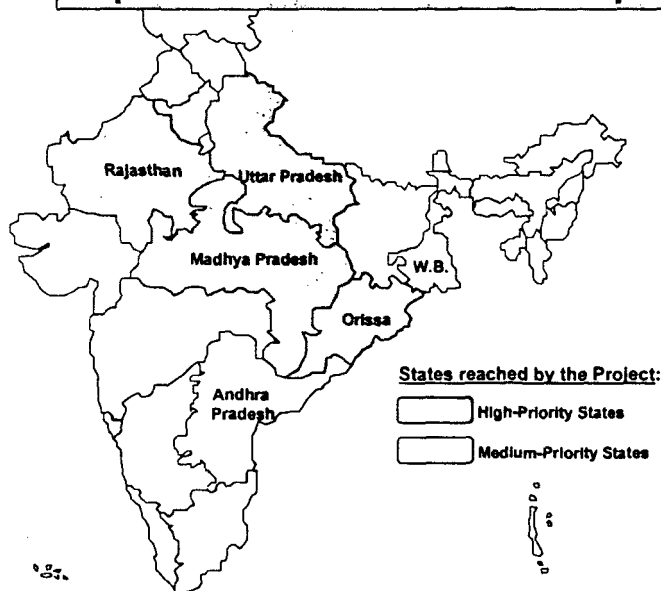 Rajasthan
Uttar Pradesh
Madhya Pradesh
W.B.
Orissa
Andhra
Pradesh
States reached by the Project:
High-Priority States
Medium-Priority States